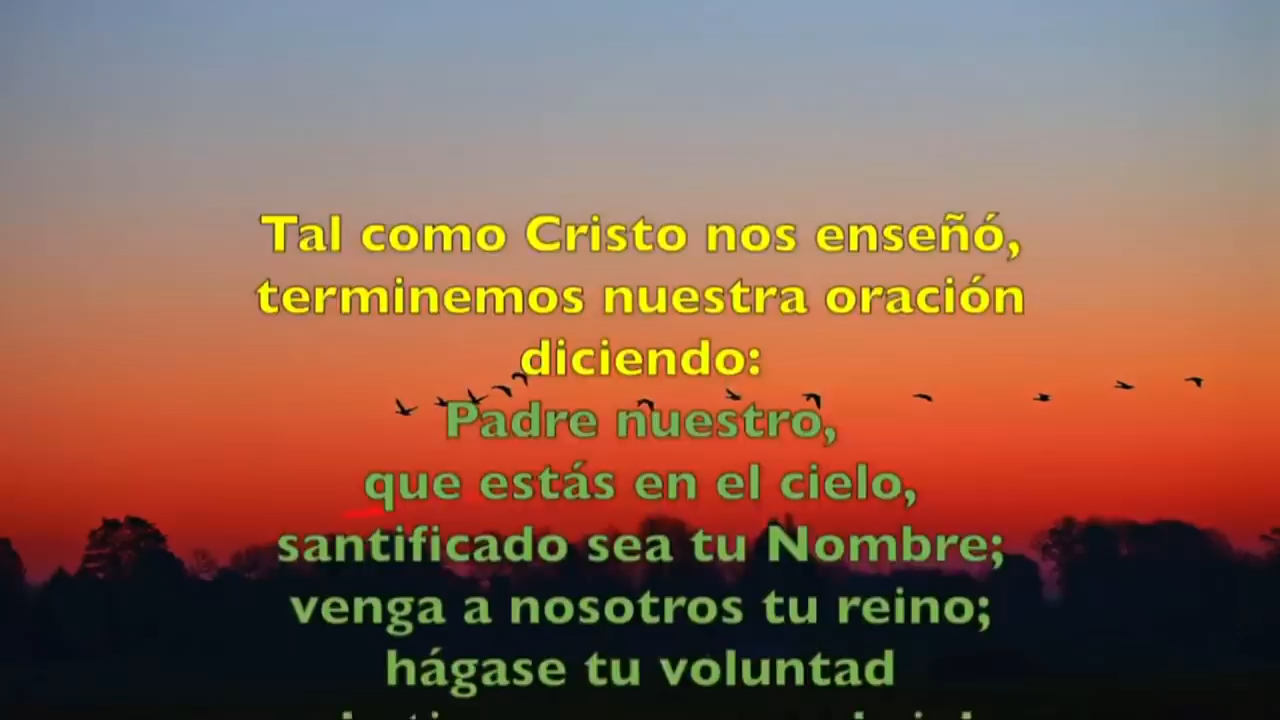 Tal como Cristo nos enseñó,
terminemos nuestra oración
diciendo:
Padre nuestro,
que estás en el cielo,
santificado sea tu Nombre;
venga a nosotros tu reino;
hágase tu voluntad